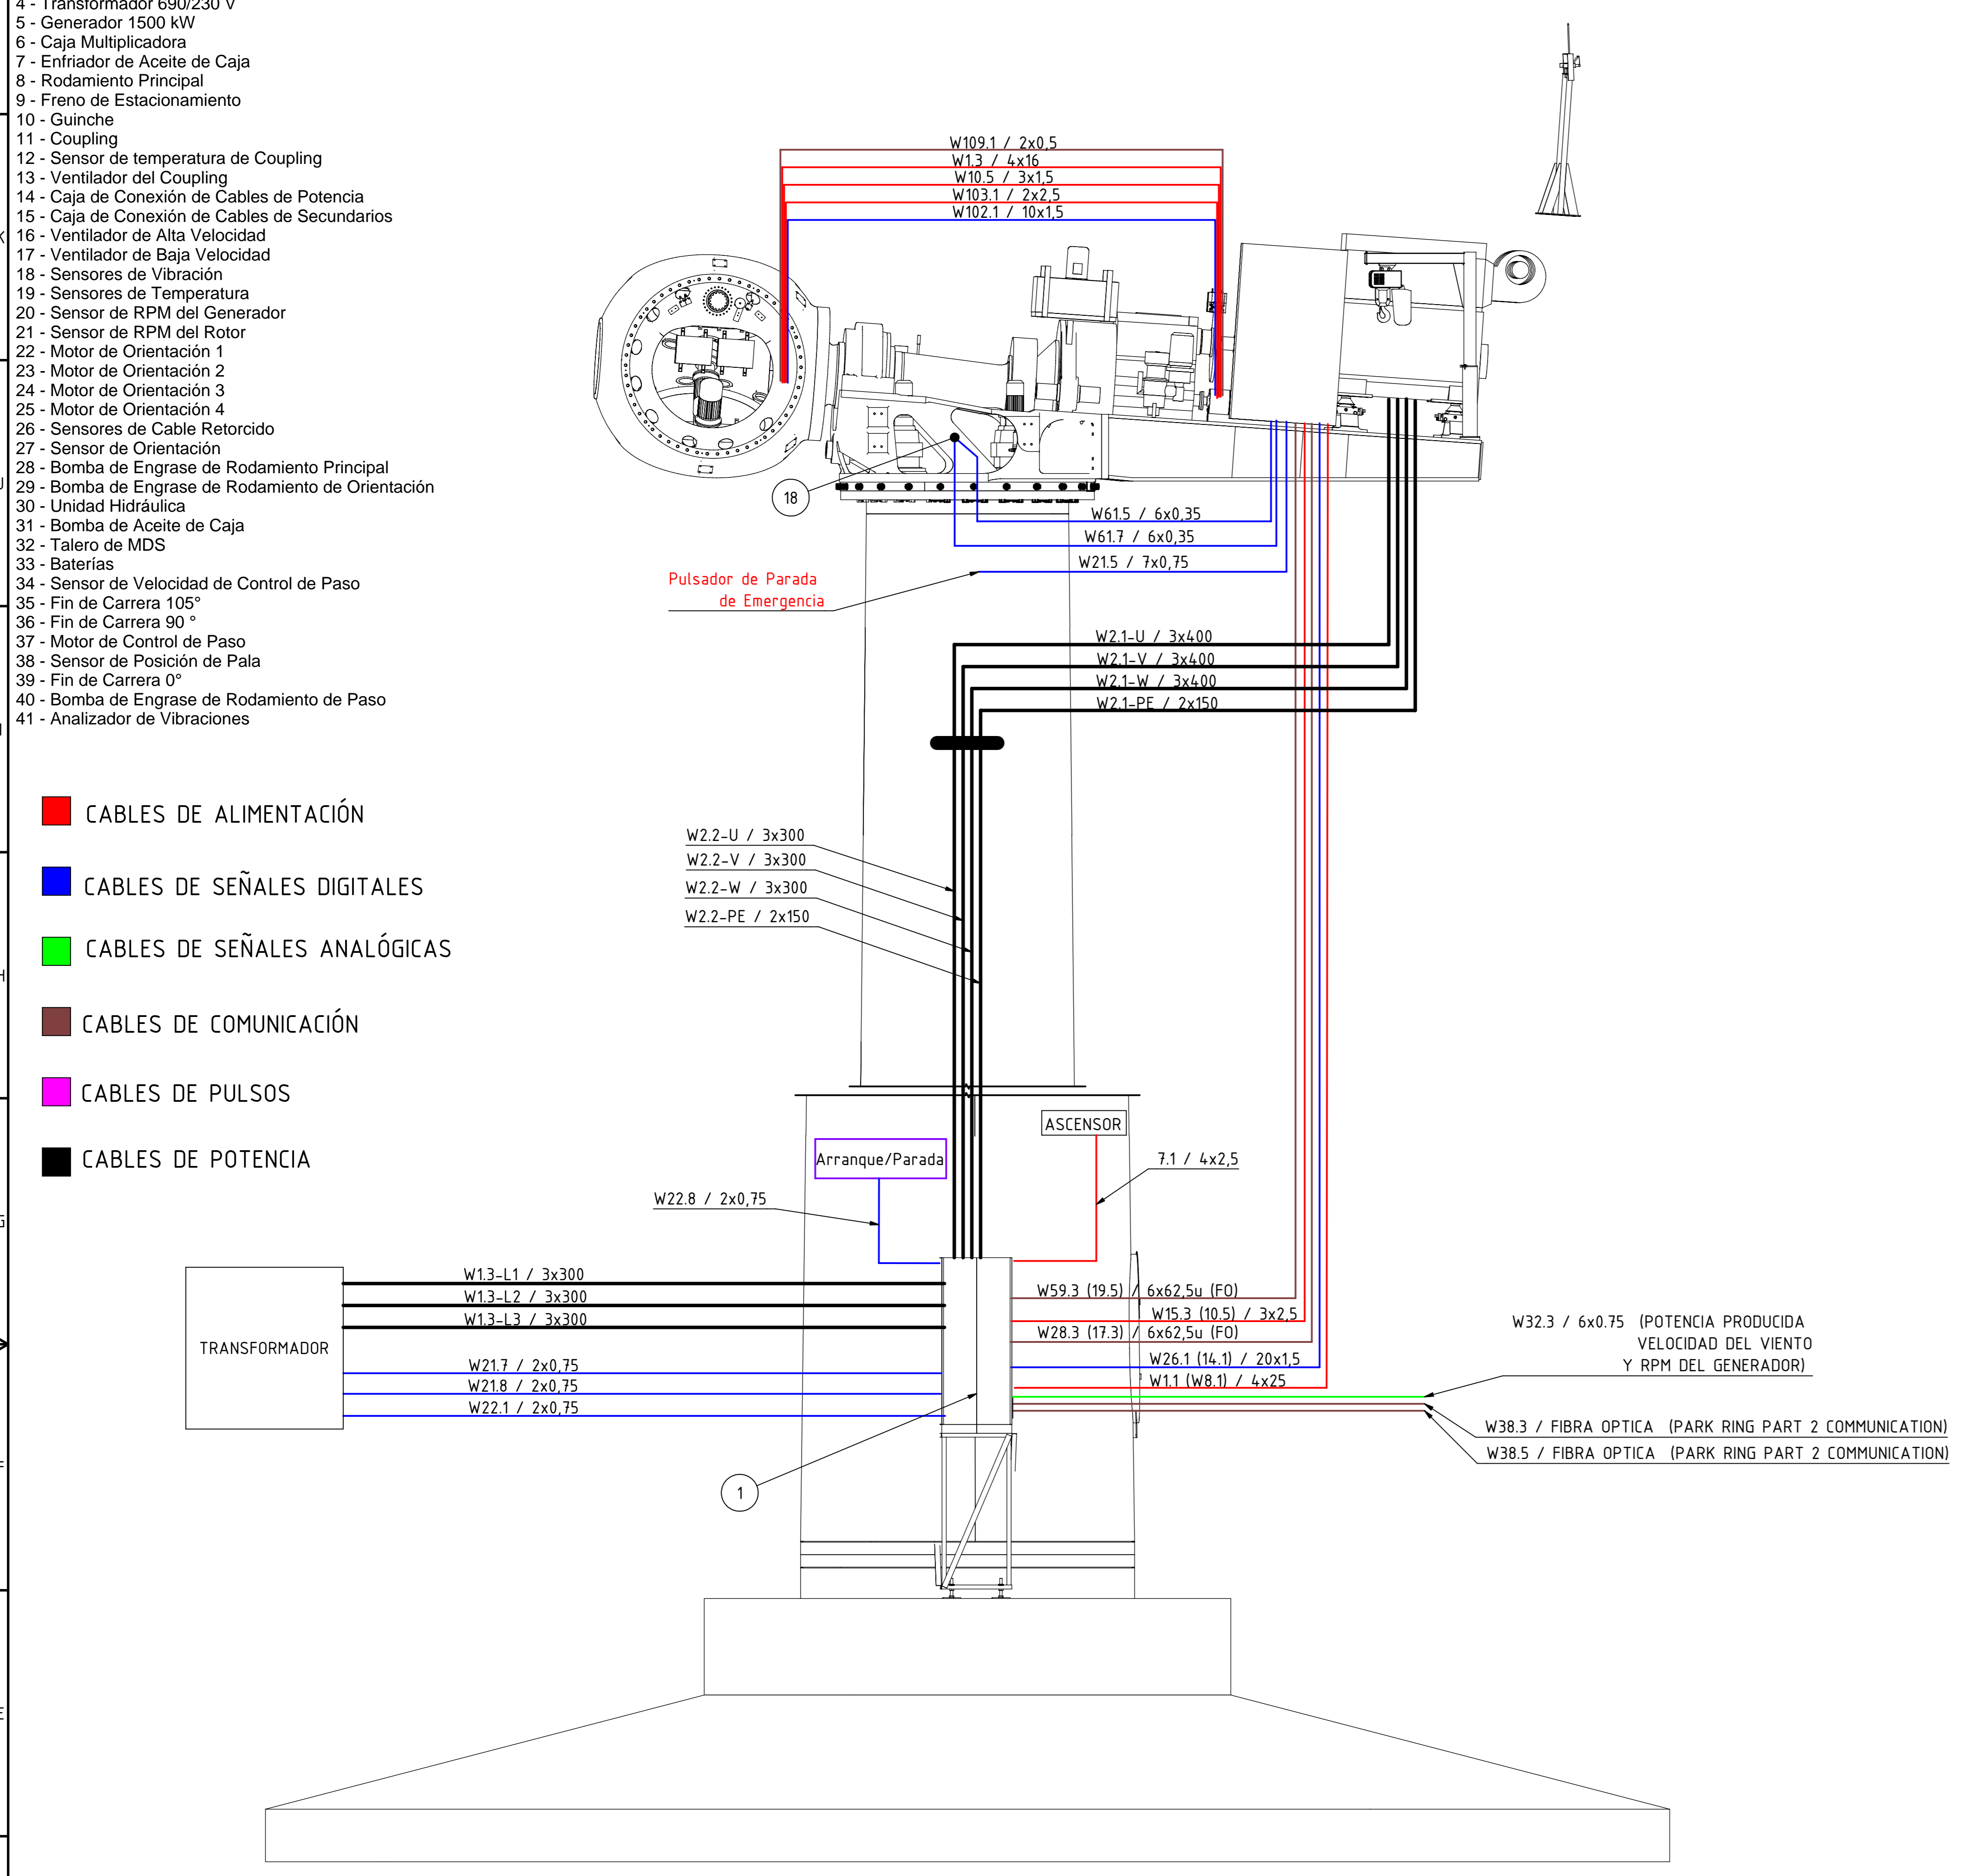 4 - Transformador 690/230 V
5 - Generador 1500 kW
6 - Caja Multiplicadora
7 - Enfriador de Aceite de Caja
8 - Rodamiento Principal
9 - Freno de Estacionamiento
10 - Guinche
11 - Coupling
12 - Sensor de temperatura de Coupling
13 - Ventilador del Coupling
14 - Caja de Conexión de Cables de Potencia
15 - Caja de Conexión de Cables de Secundarios
16 - Ventilador de Alta Velocidad
17 - Ventilador de Baja Velocidad
18 - Sensores de Vibración
19 - Sensores de Temperatura
20 - Sensor de RPM del Generador
21 - Sensor de RPM del Rotor
22 - Motor de Orientación 1
23 - Motor de Orientación 2
24 - Motor de Orientación 3
25 - Motor de Orientación 4
26 - Sensores de Cable Retorcido
27 - Sensor de Orientación
28 - Bomba de Engrase de Rodamiento Principal
29 - Bomba de Engrase de Rodamiento de Orientación
30 - Unidad Hidráulica
31 - Bomba de Aceite de Caja
32 - Talero de MDS
33 - Baterías
34 - Sensor de Velocidad de Control de Paso
35 - Fin de Carrera 105°
36 - Fin de Carrera 90 °
37 - Motor de Control de Paso
38 - Sensor de Posición de Pala
39 - Fin de Carrera 0°
40 - Bomba de Engrase de Rodamiento de Paso
41 - Analizador de Vibraciones
CABLES DE ALIMENTACIÓN
CABLES DE SEÑALES DIGITALES
CABLES DE SEÑALES ANALÓGICAS
CABLES DE COMUNICACIÓN
CABLES DE PULSOS
CABLES DE POTENCIA
W109.1 / 2x0,5
W1.3 / 4x16
W10.5 / 3x1,5
W103.1 / 2x2,5
W102.1 / 10x1,5
18
W61.5 / 6x0,35
W61.7 / 6x0,35
W21.5 / 7x0,75
Pulsador de Parada
de Emergencia
W2.1-U / 3x400
W2.1-V / 3x400
W2.1-W / 3x400
W2.1-PE / 2x150
W2.2-U / 3x300
W2.2-V / 3x300
W2.2-W / 3x300
W2.2-PE / 2x150
ASCENSOR
Arranque/Parada
7.1 / 4x2,5
W22.8 / 2x0,75
TRANSFORMADOR
W1.3-L1 / 3x300
W1.3-L2 / 3x300
W1.3-L3 / 3x300
W21.7 / 2x0,75
W21.8 / 2x0,75
W22.1 / 2x0,75
W59.3 (19.5) / 6x62,5u (FO)
W15.3 (10.5) / 3x2,5
W28.3 (17.3) / 6x62,5u (FO)
W26.1 (14.1) / 20x1,5
W1.1 (W8.1) / 4x25
W32.3 / 6x0.75 (POTENCIA PRODUCIDA
VELOCIDAD DEL VIENTO
Y RPM DEL GENERADOR)
W38.3 / FIBRA OPTICA (PARK RING PART 2 COMMUNICATION)
W38.5 / FIBRA OPTICA (PARK RING PART 2 COMMUNICATION)
1